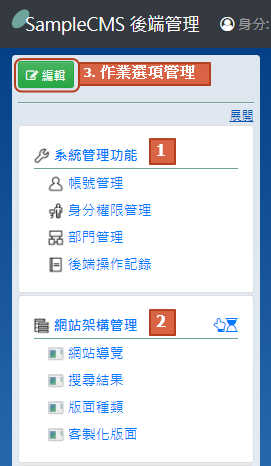 SampleCMS 後端管理 身分:
編輯 3. 作業選項管理
展開
系統管理功能 1
帳號管理
身分權限管理
部門管理
後端操作記錄
網站架構管理 2
網站導覽
搜尋結果
版面種類
客製化版面